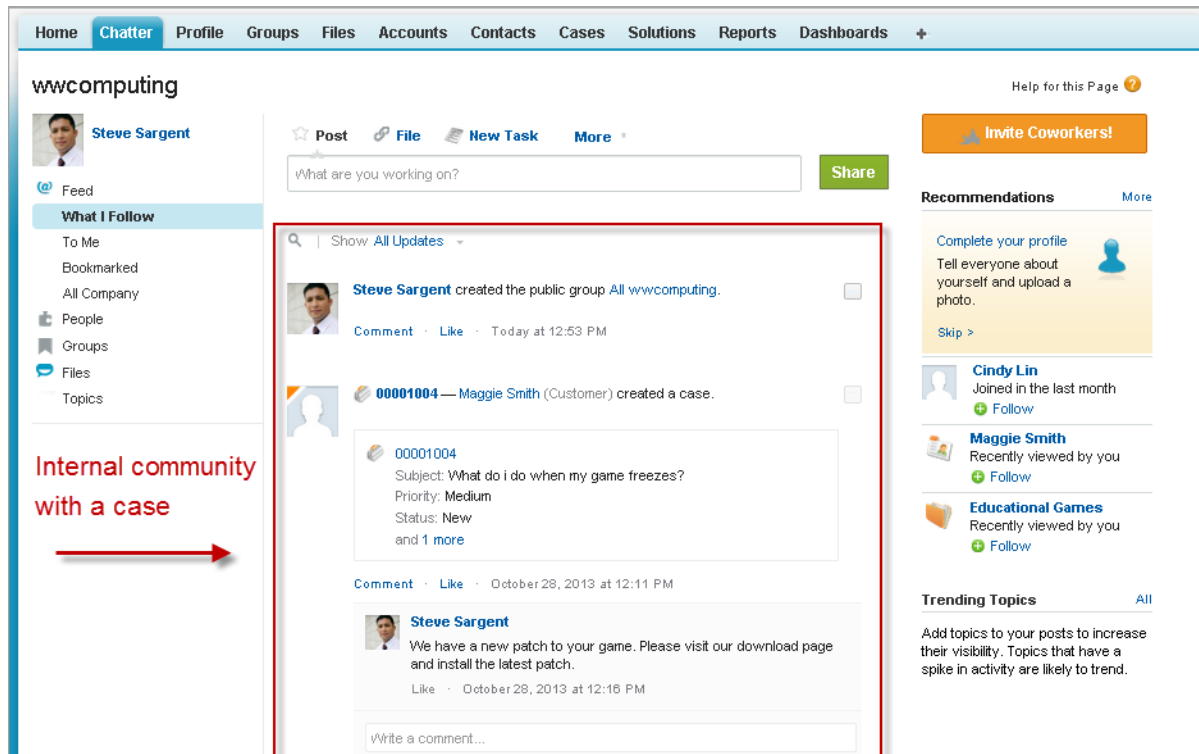 Home Chatter Profile Groups Files Accounts Contacts Cases Solutions Reports Dashboards +
wwcomputing
Help for this Page ?
Steve Sargent
Feed
What I Follow
To Me
Bookmarked
All Company
People
Groups
Files
Topics
Internal community
with a case
Post File New Task More
What are you working on?
Share
Show All Updates
Steve Sargent created the public group All wwcomputing.
Comment · Like · Today at 12:53 PM
00001004 — Maggie Smith (Customer) created a case.
00001004
Subject: What do i do when my game freezes?
Priority: Medium
Status: New
and 1 more
Comment · Like · October 28, 2013 at 12:11 PM
Steve Sargent
We have a new patch to your game. Please visit our download page
and install the latest patch.
Like · October 28, 2013 at 12:16 PM
Write a comment...
Invite Coworkers!
Recommendations More
Complete your profile
Tell everyone about
yourself and upload a
photo.
Skip >
Cindy Lin
Joined in the last month
Follow
Maggie Smith
Recently viewed by you
Follow
Educational Games
Recently viewed by you
Follow
Trending Topics All
Add topics to your posts to increase
their visibility. Topics that have a
spike in activity are likely to trend.